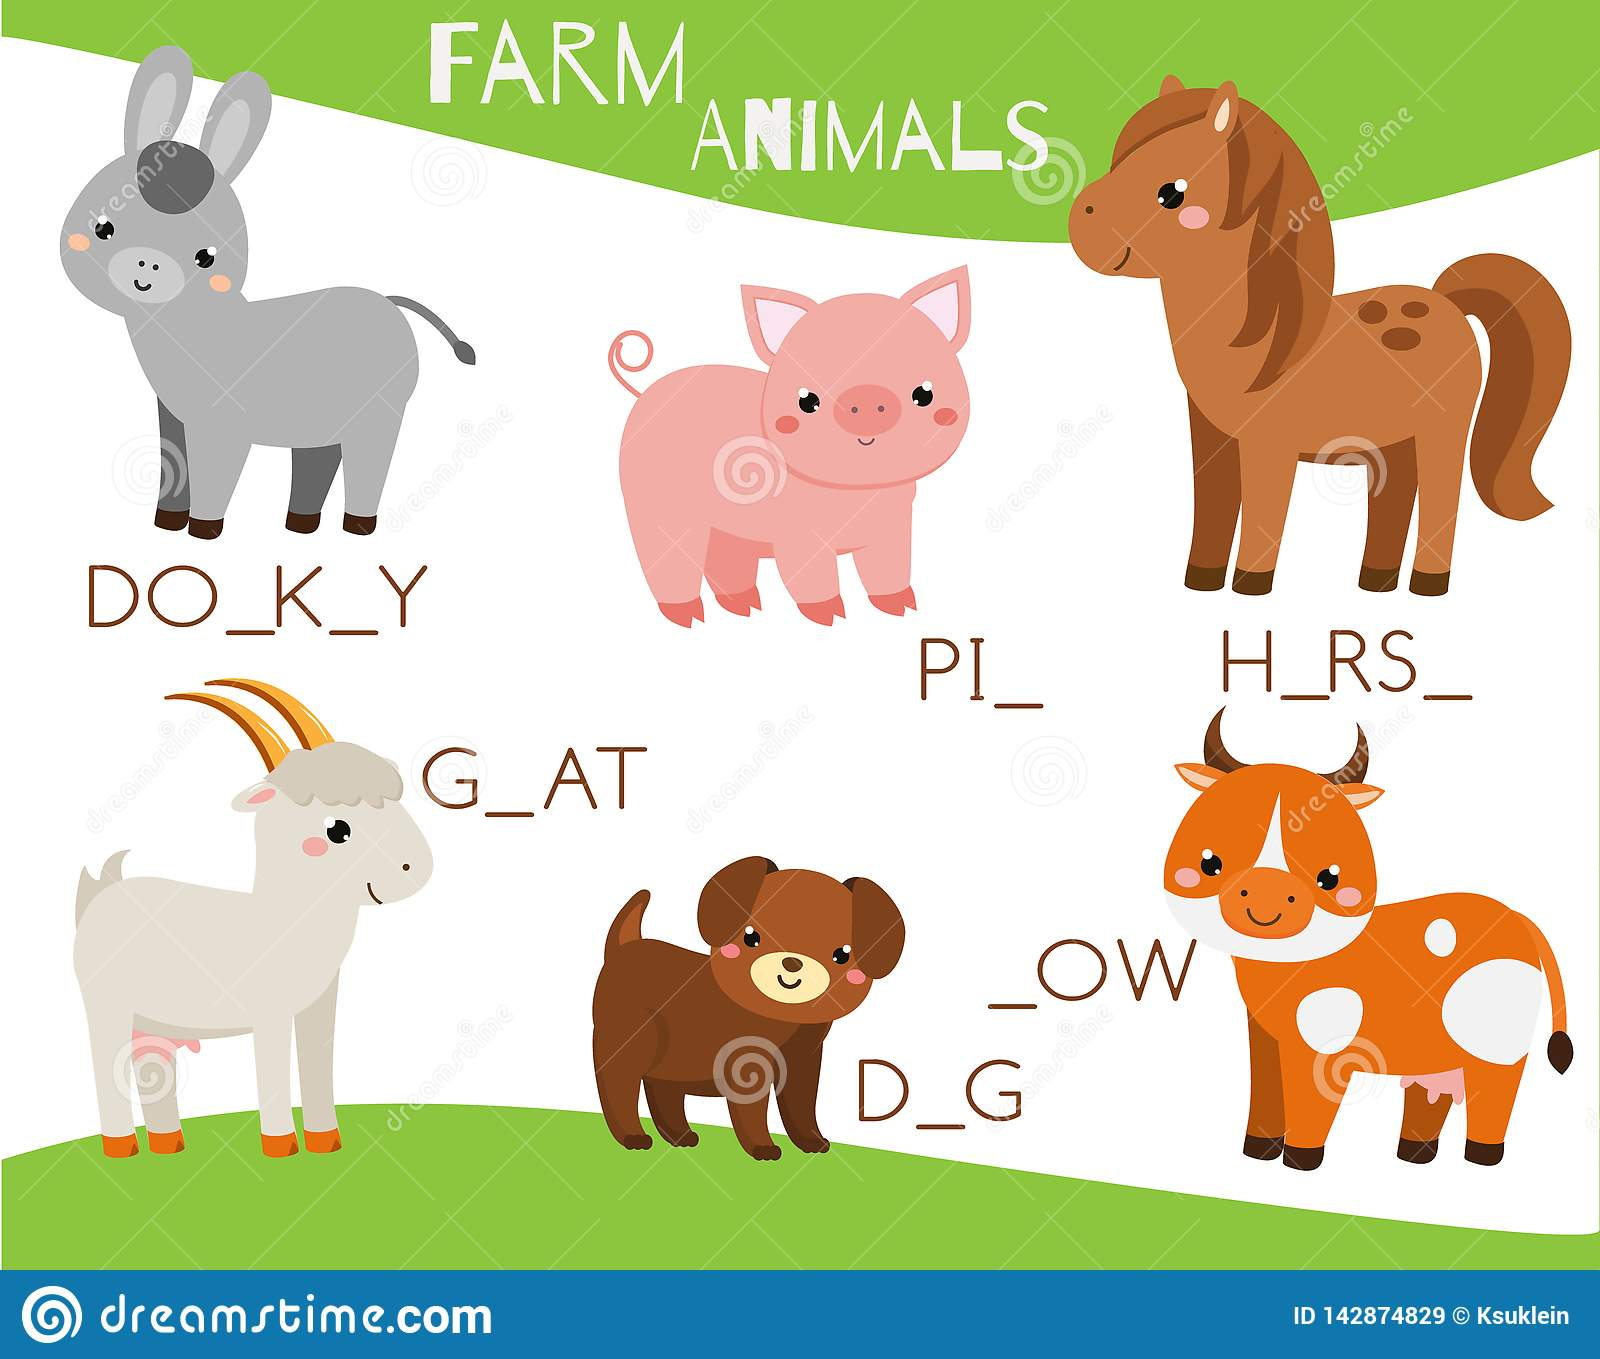 FARM
ANIMALS
DO_K_Y
PI_
H_RS_
G_AT
_OW
D_G
dreamstime.com
ID 142874829 © Ksuklein